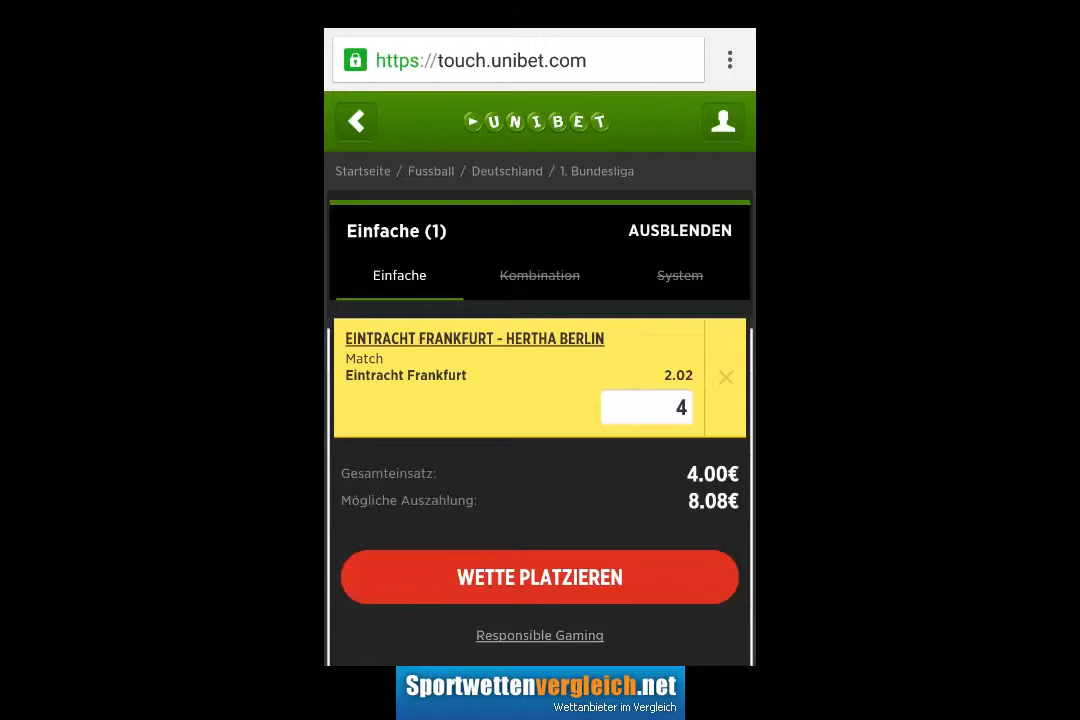 https://touch.unibet.com
UNIBET
Startseite / Fussball / Deutschland / 1. Bundesliga
Einfache (1) AUSBLENDEN
Einfache Kombination System
EINTRACHT FRANKFURT - HERTHA BERLIN
Match
Eintracht Frankfurt 2.02
4
Gesamteinsatz: 4.00€
Mögliche Auszahlung: 8.08€
WETTE PLATZIEREN
Responsible Gaming
Sportwettenvergleich.net
Wettanbieter im Vergleich